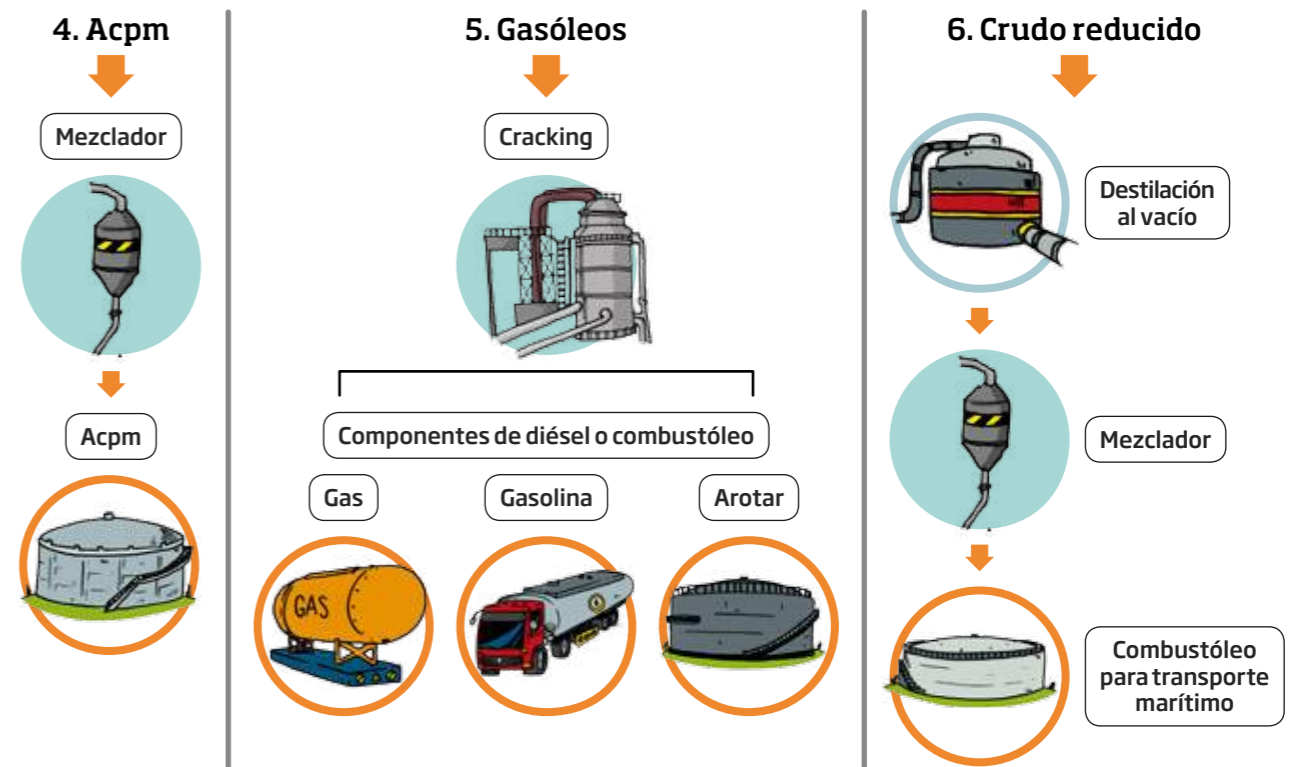 4. Acpm
Mezclador
Acpm
5. Gasóleos
Cracking
Componentes de diésel o combustóleo
Gas
Gasolina
Arotar
GAS
6. Crudo reducido
Destilación
al vacío
Mezclador
Combustóleo
para transporte
marítimo